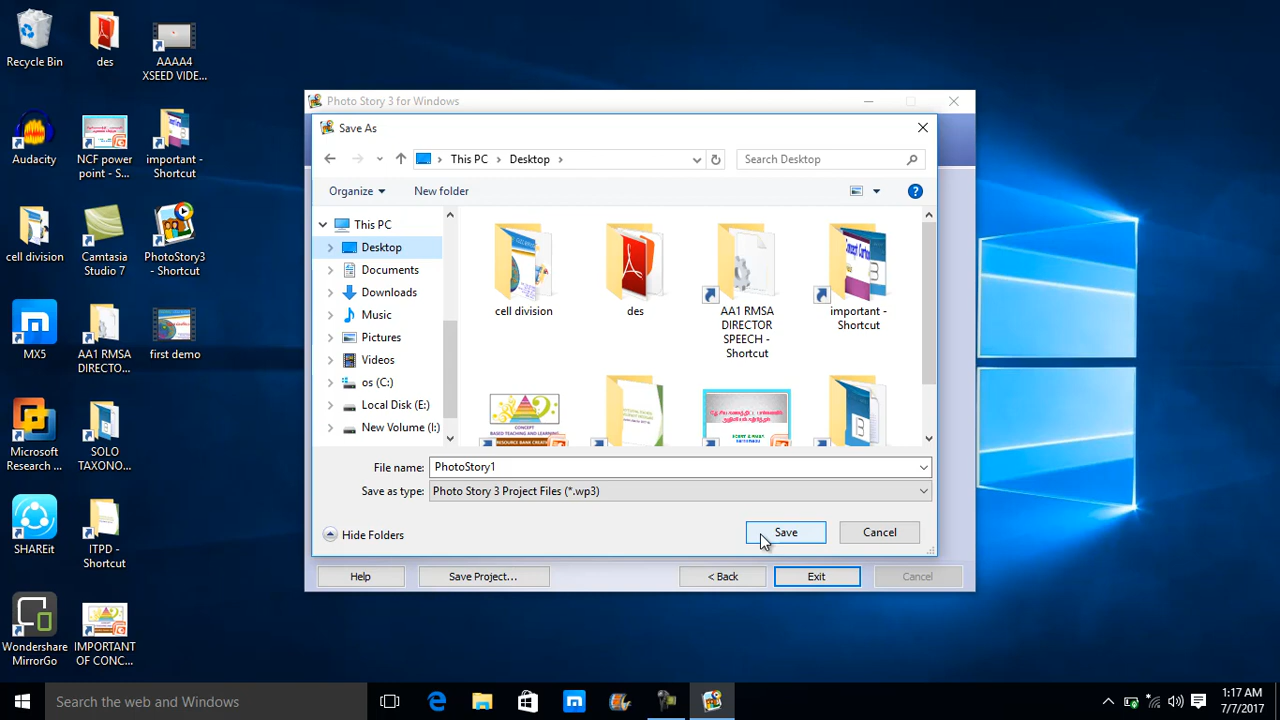 Recycle Bin
des
AAAA4
XSEED VIDE...
Audacity
NCF power
point - S...
important -
Shortcut
cell division
Camtasia
Studio 7
PhotoStory3
- Shortcut
MX5
AA1 RMSA
DIRECTO...
first demo
Microsoft
Research ...
SOLO
TAXONO...
SHAREit
ITPD -
Shortcut
Wondershare
MirrorGo
IMPORTANT
OF CONC...
Photo Story 3 for Windows
Save As
This PC
Desktop
Search Desktop
Organize
New folder
This PC
Desktop
Documents
Downloads
Music
Pictures
Videos
os (C:)
Local Disk (E:)
New Volume (I:)
cell division
des
AA1 RMSA
DIRECTOR
SPEECH -
Shortcut
important -
Shortcut
File name: PhotoStory1
Save as type: Photo Story 3 Project Files (*.wp3)
Hide Folders
Save
Cancel
Help
Save Project...
< Back
Exit
Cancel
Search the web and Windows
1:17 AM
7/7/2017